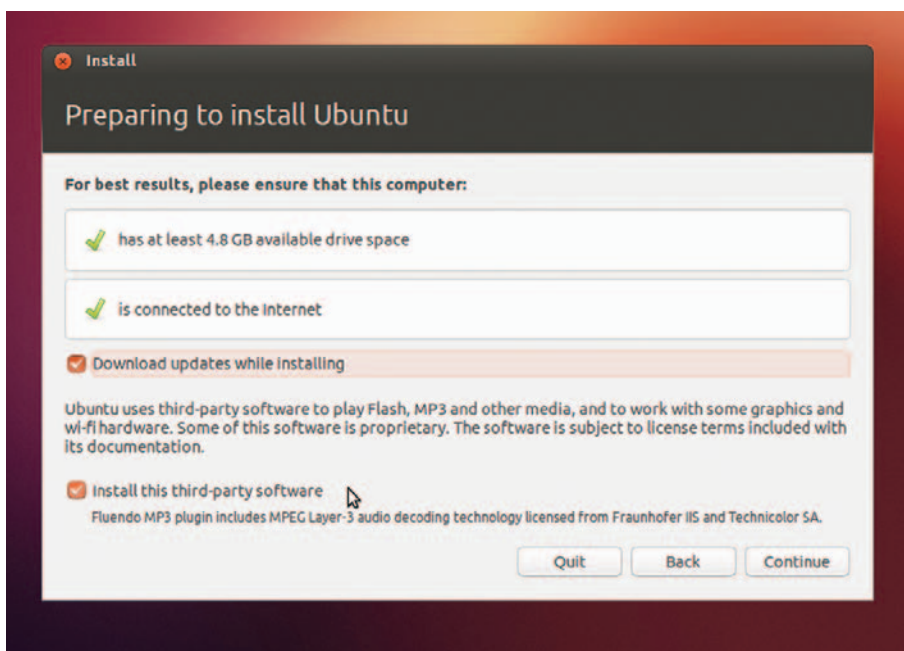 Install
Preparing to install Ubuntu
For best results, please ensure that this computer:
has at least 4.8 GB available drive space
is connected to the Internet
Download updates while installing
Ubuntu uses third-party software to play Flash, MP3 and other media, and to work with some graphics and
wi-fi hardware. Some of this software is proprietary. The software is subject to license terms included with
its documentation.
Install this third-party software
Fluendo MP3 plugin includes MPEG Layer-3 audio decoding technology licensed from Fraunhofer IIS and Technicolor SA.
Quit Back Continue